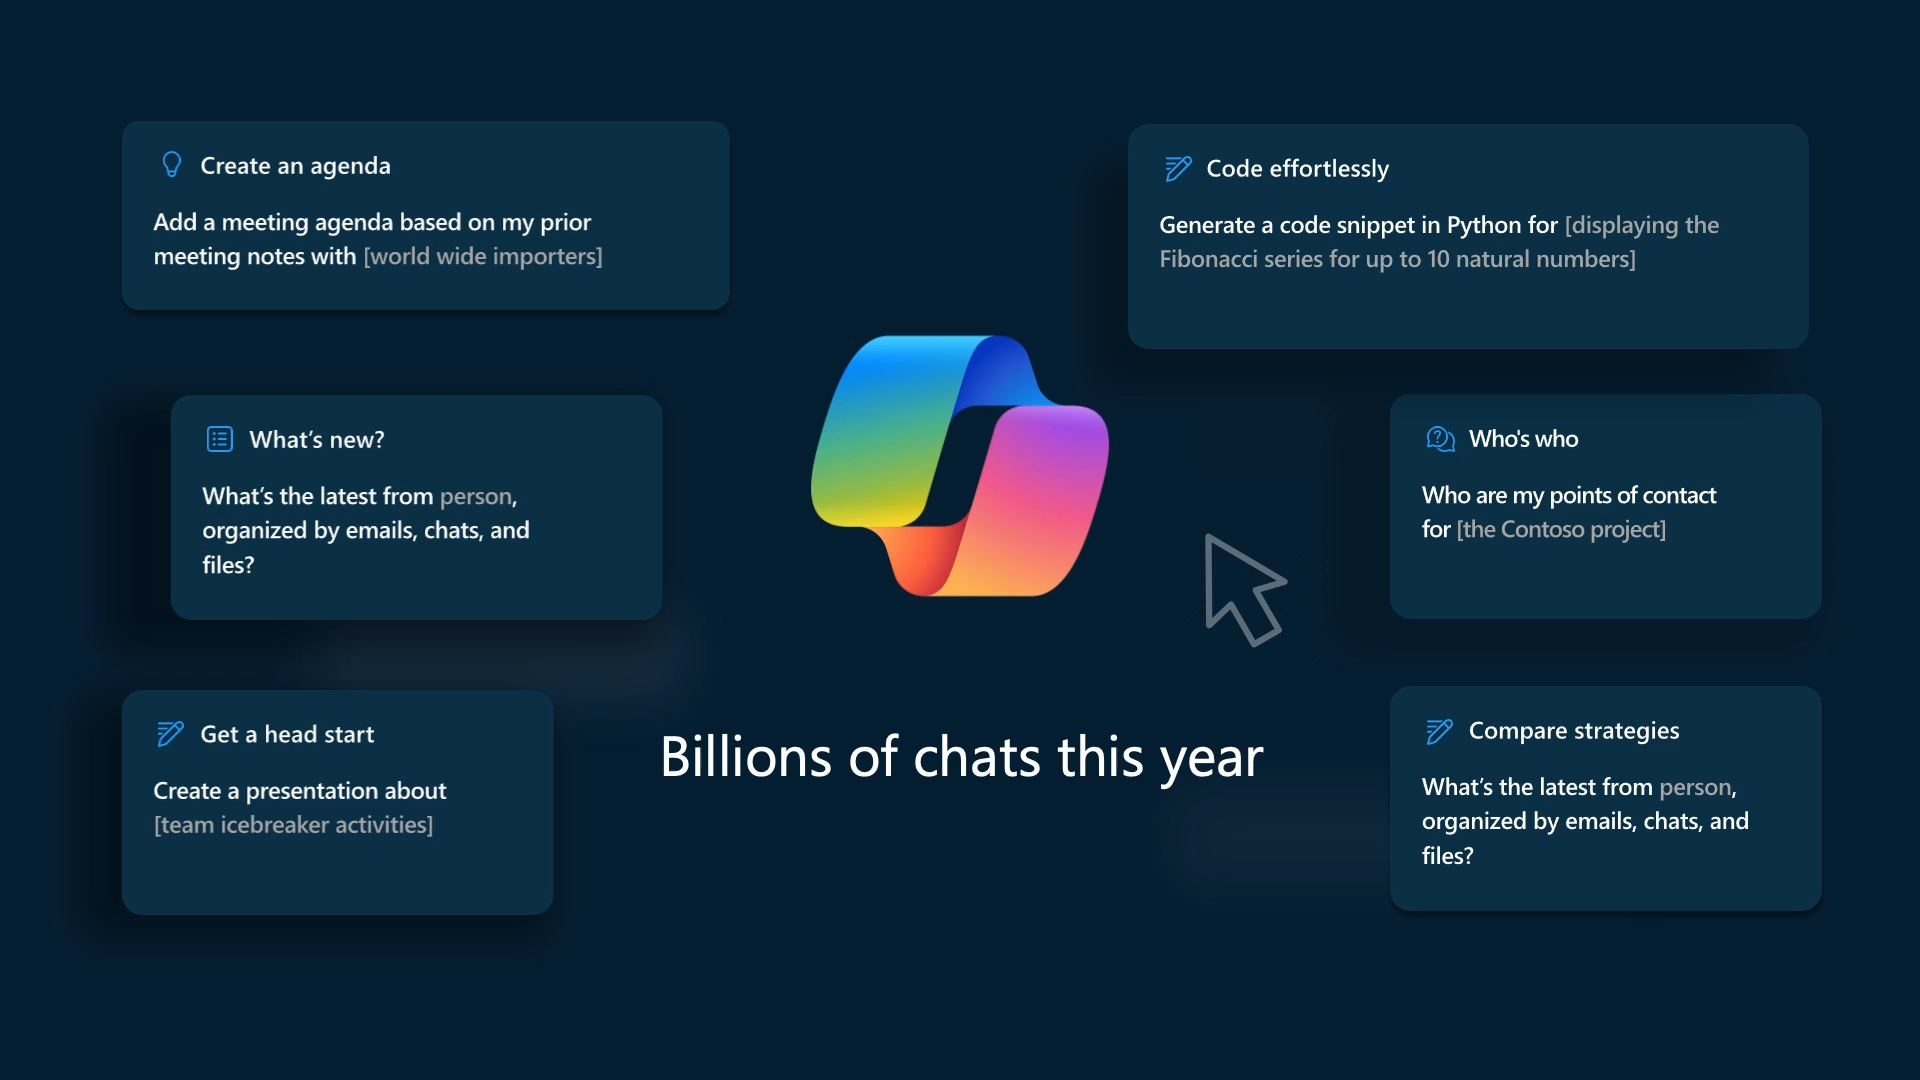 Create an agenda
Add a meeting agenda based on my prior
meeting notes with [world wide importers]
What’s new?
What’s the latest from person,
organized by emails, chats, and
files?
Get a head start
Create a presentation about
[team icebreaker activities]
Billions of chats this year
Code effortlessly
Generate a code snippet in Python for [displaying the
Fibonacci series for up to 10 natural numbers]
Who's who
Who are my points of contact
for [the Contoso project]
Compare strategies
What’s the latest from person,
organized by emails, chats, and
files?